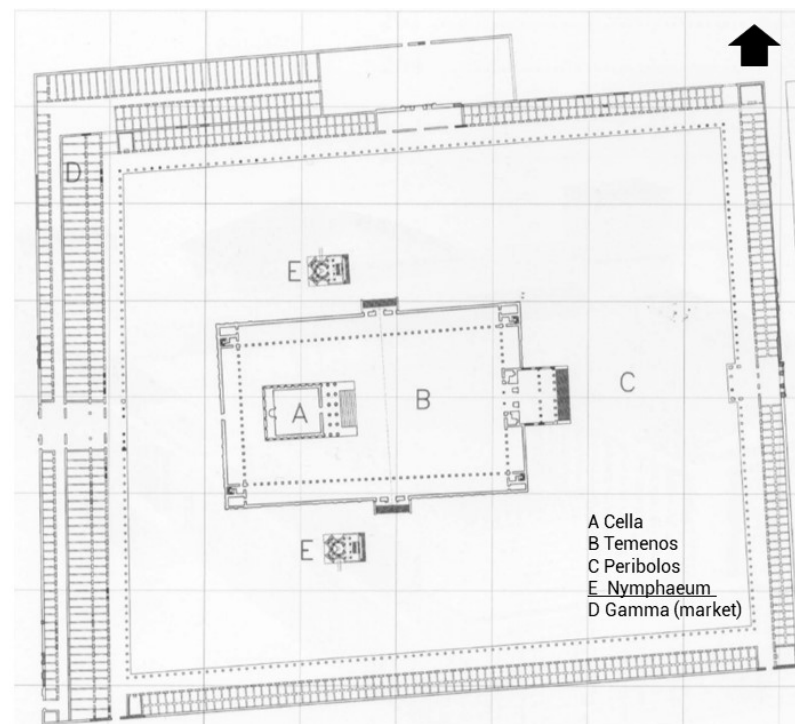 D
E
A
B
C
E
A Cella
B Temenos
C Peribolos
E Nymphaeum
D Gamma (market)